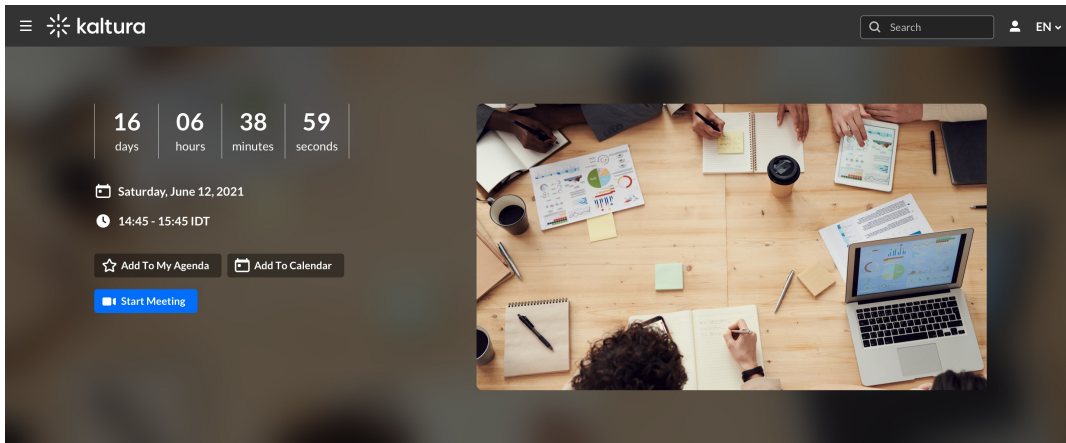 kaltura
Search
EN
16 06 38 59
days hours minutes seconds
Saturday, June 12, 2021
14:45 - 15:45 IDT
Add To My Agenda Add To Calendar
Start Meeting